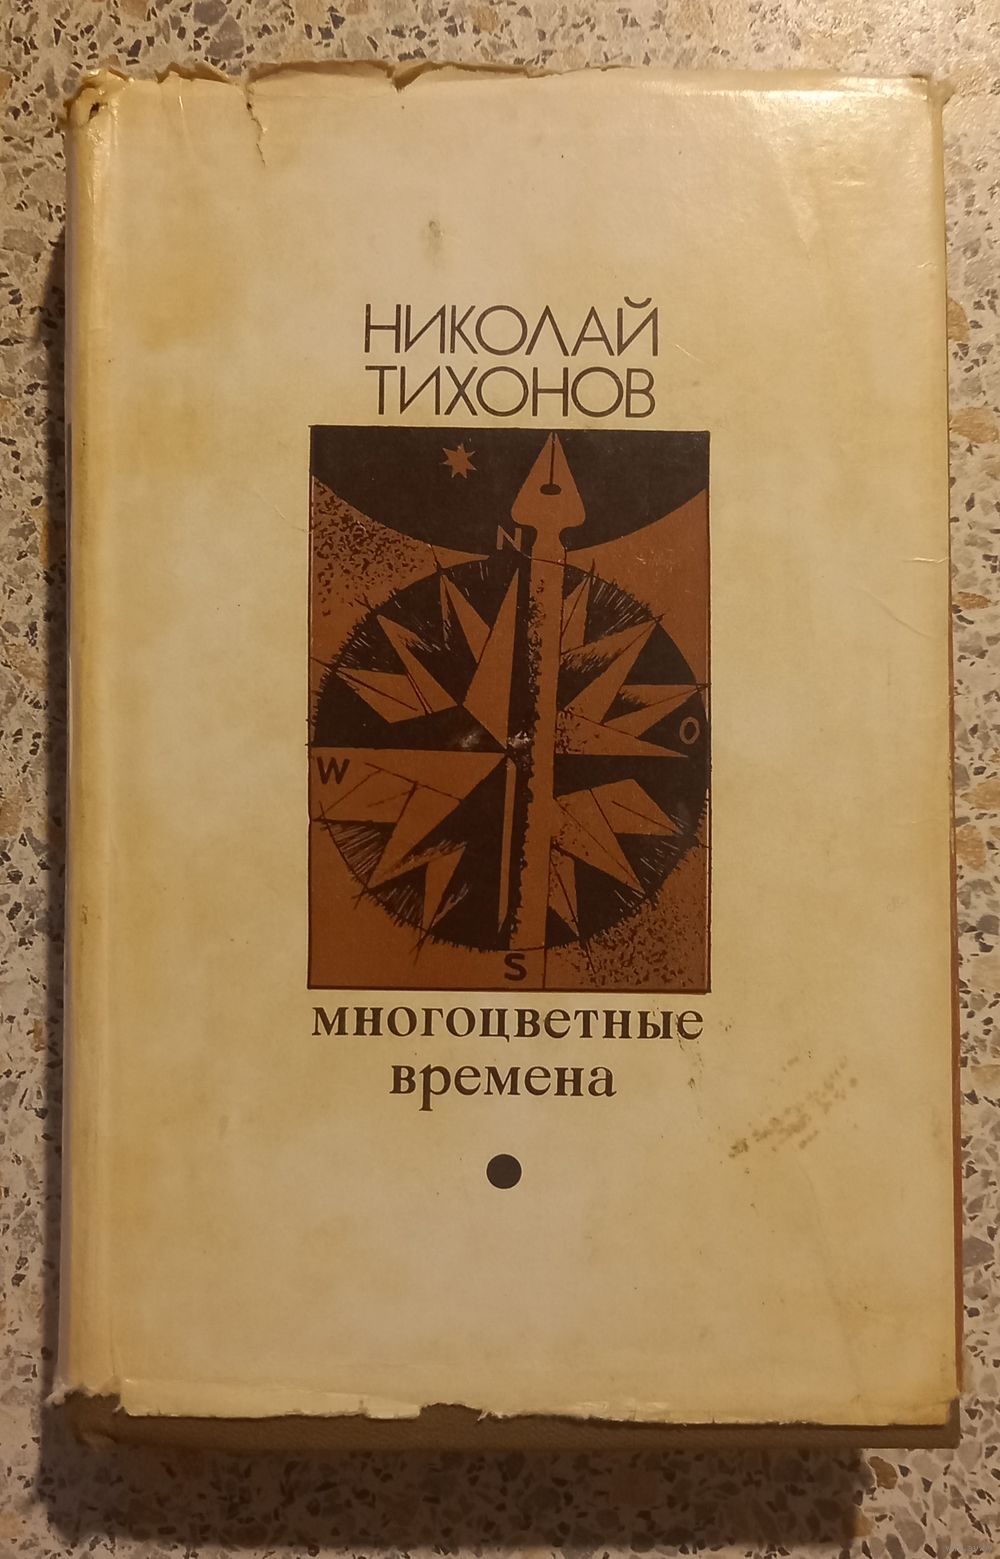 НИКОЛАЙ
ТИХОНОВ
N
W
O
S
многоцветные
времена